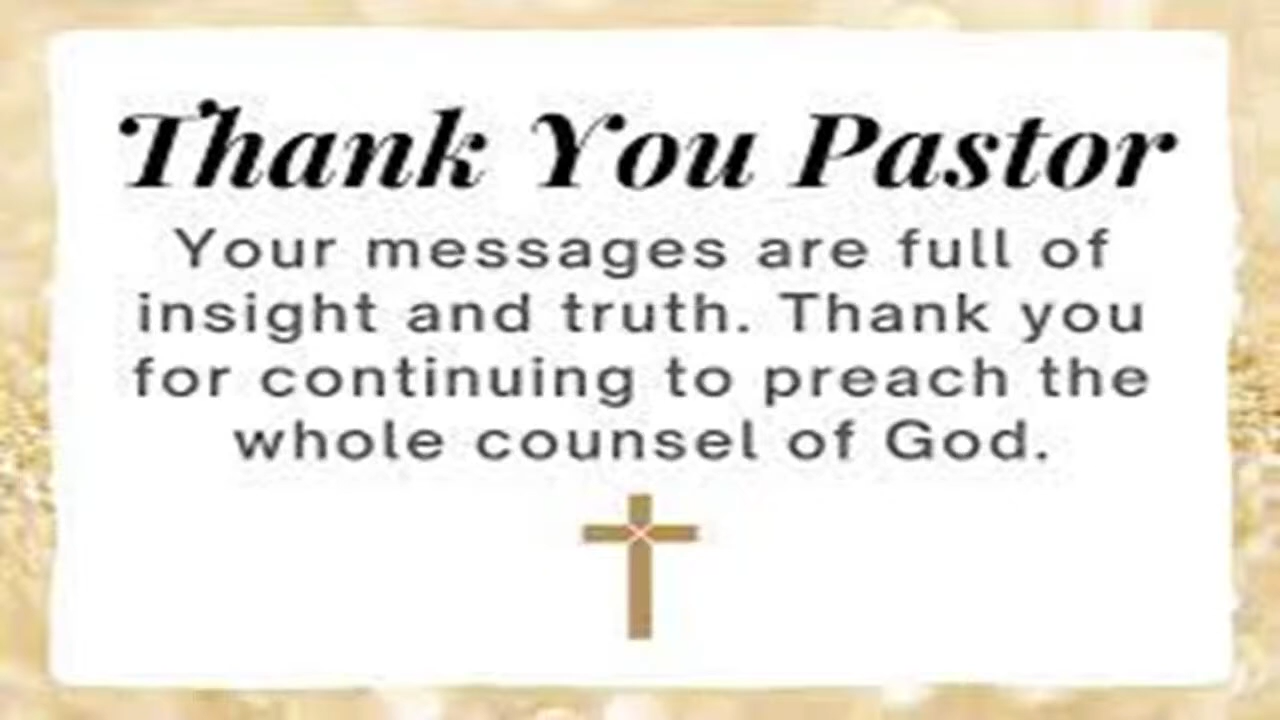 Thank You Pastor
Your messages are full of
insight and truth. Thank you
for continuing to preach the
whole counsel of God.